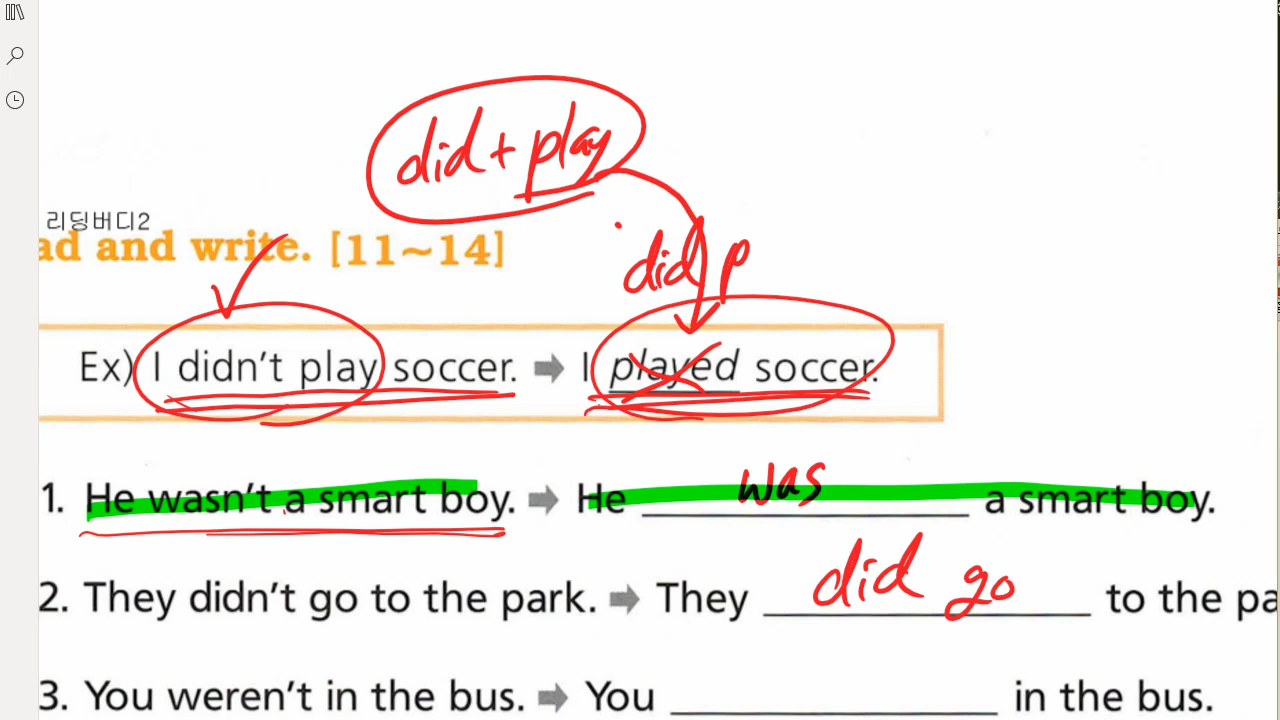 did + play
리딩버디2
ad and write. [11~14]
did p
Ex) I didn't play soccer. ➡ I played soccer.
1. He wasn't a smart boy. ➡ He was a smart boy.
2. They didn't go to the park. ➡ They did go to the pa
3. You weren't in the bus. ➡ You ____________ in the bus.